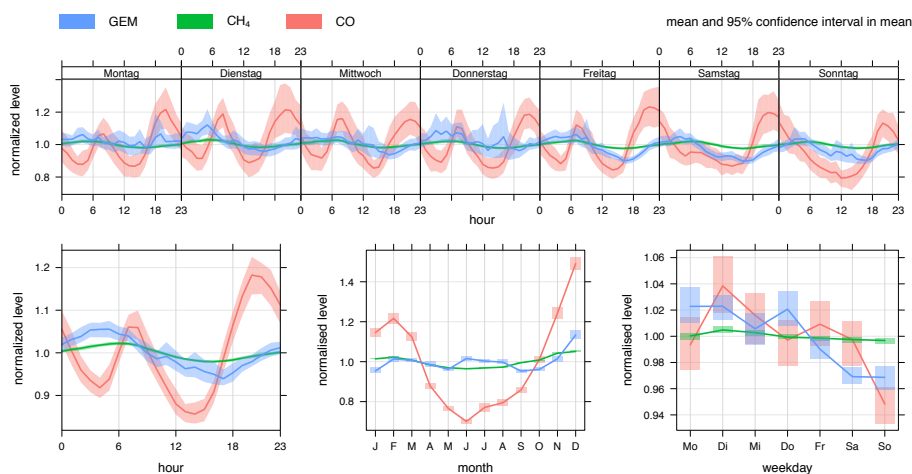 GEM CH₄ CO mean and 95% confidence interval in mean
0 6 12 18 23 0 6 12 18 23 0 6 12 18 23
Montag Dienstag Mittwoch Donnerstag Freitag Samstag Sonntag
normalized level
1.2
1.0
0.8
0 6 12 18 23 0 6 12 18 23 0 6 12 18 23 0 6 12 18 23
hour
normalized level
1.2
1.1
1.0
0.9
0 6 12 18 23
hour
normalised level
1.4
1.2
1.0
0.8
J F M A M J J A S O N D
month
normalised level
1.06
1.04
1.02
1.00
0.98
0.96
0.94
Mo Di Mi Do Fr Sa So
weekday